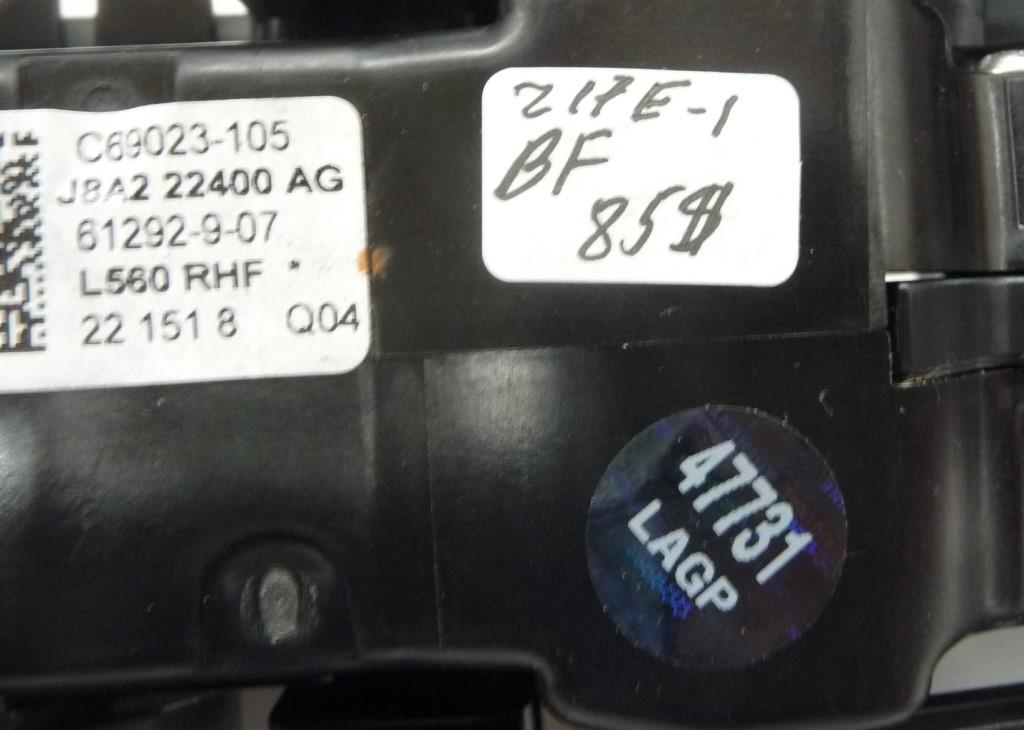 C69023-105
J8A2 22400 AG
61292-9-07
L560 RHF *
22 151 8 Q04
217E-1
BF
85$
47731
LAGP